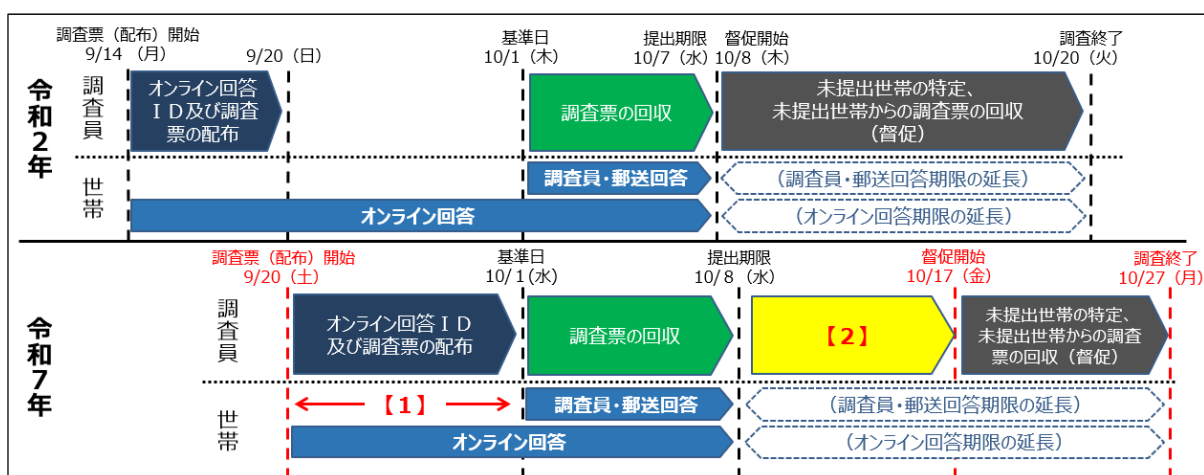 調査票（配布）開始
9/14（月）
9/20（日）
基準日
10/1（木）
提出期限
10/7（水）
督促開始
10/8（木）
調査終了
10/20（火）
令和２年
調査員
オンライン回答
ＩＤ及び調査
票の配布
調査票の回収
未提出世帯の特定、
未提出世帯からの調査票の回収
（督促）
世帯
調査員・郵送回答
（調査員・郵送回答期限の延長）
オンライン回答
（オンライン回答期限の延長）
調査票（配布）開始
9/20（土）
基準日
10/1（水）
提出期限
10/8（水）
督促開始
10/17（金）
調査終了
10/27（月）
令和７年
調査員
オンライン回答ＩＤ
及び調査票の配布
調査票の回収
【２】
未提出世帯の特定、
未提出世帯からの調査
票の回収（督促）
世帯
【１】
調査員・郵送回答
（調査員・郵送回答期限の延長）
オンライン回答
（オンライン回答期限の延長）